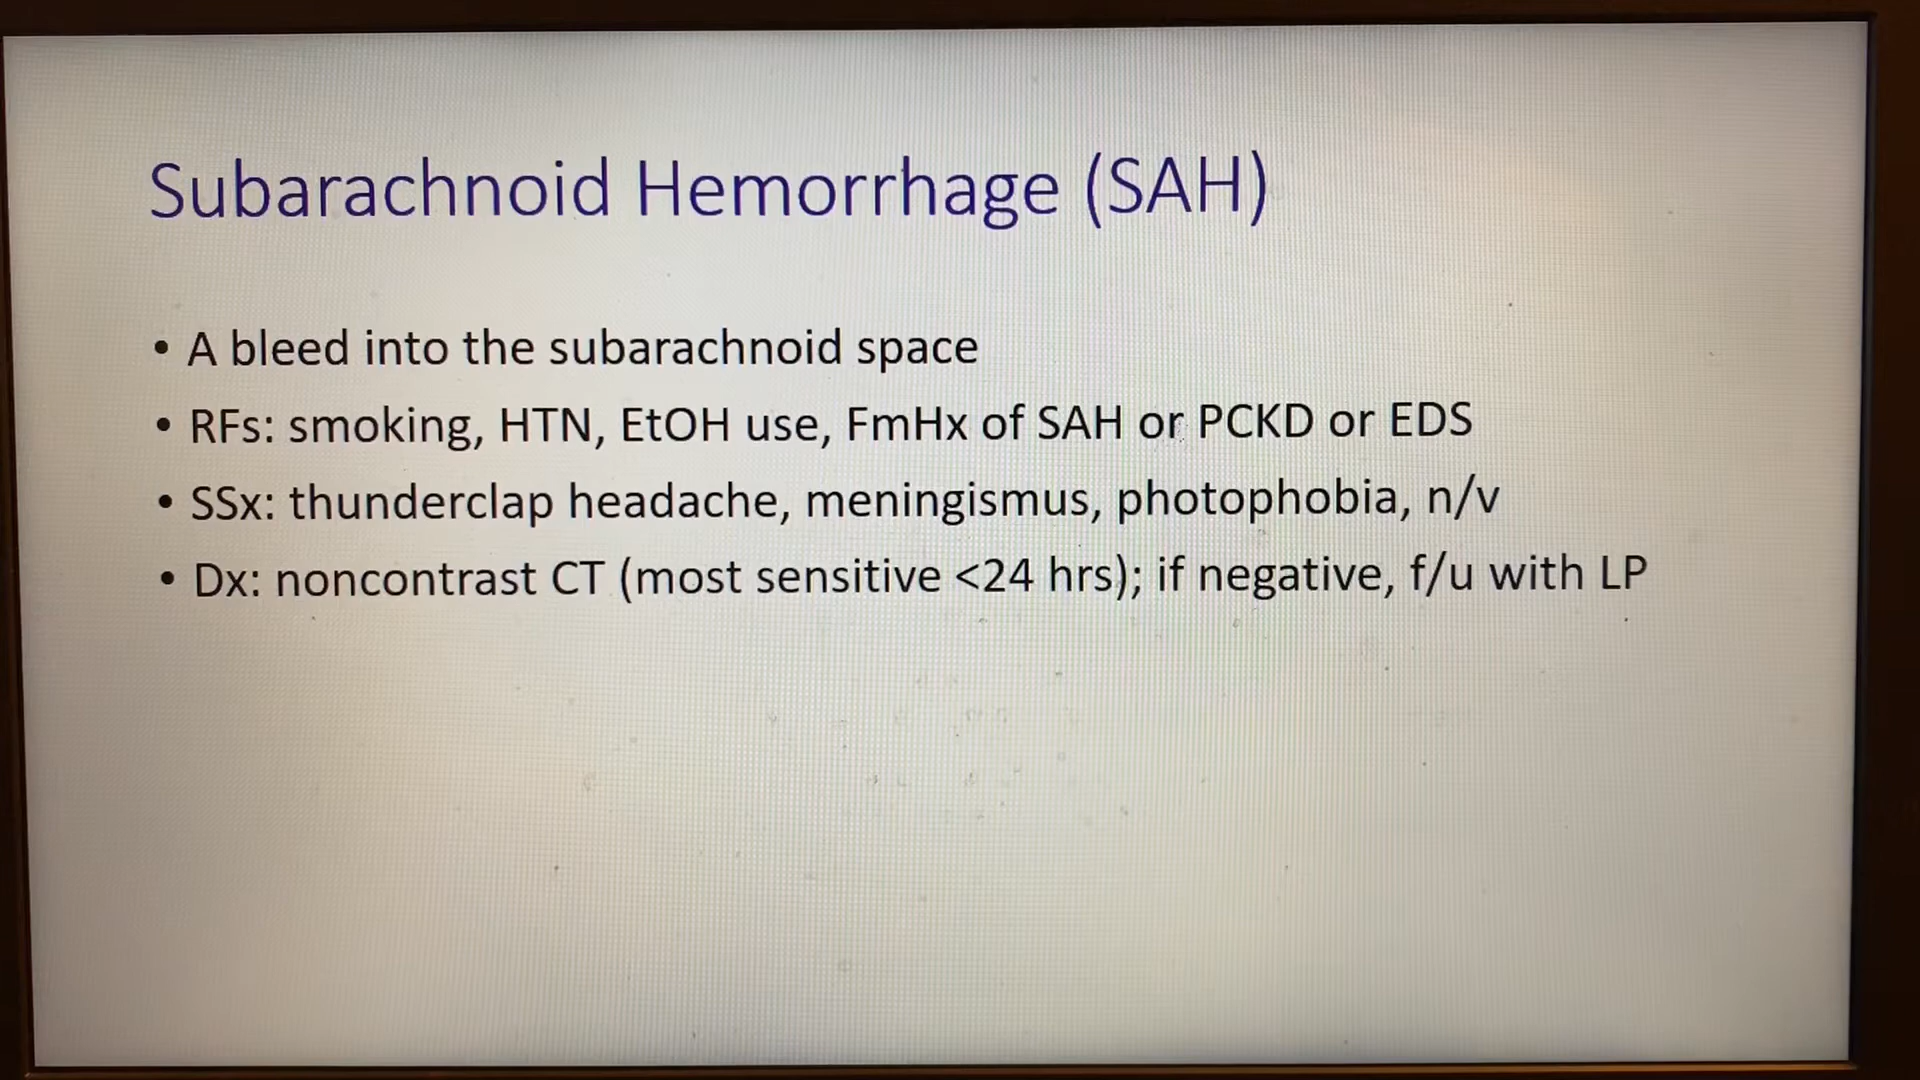 Subarachnoid Hemorrhage (SAH)
• A bleed into the subarachnoid space
• RFs: smoking, HTN, EtOH use, FmHx of SAH or PCKD or EDS
• SSx: thunderclap headache, meningismus, photophobia, n/v
• Dx: noncontrast CT (most sensitive <24 hrs); if negative, f/u with LP